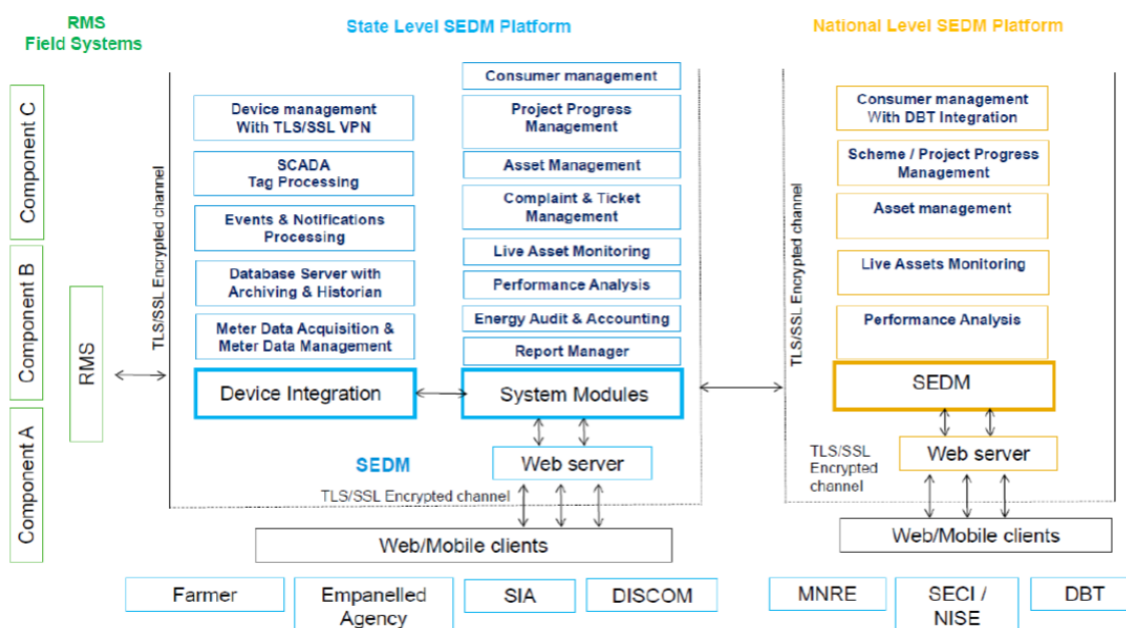 RMS
Field Systems
State Level SEDM Platform
National Level SEDM Platform
Component C
Component B
Component A
RMS
TLS/SSL Encrypted channel
Device management
With TLS/SSL VPN
SCADA
Tag Processing
Events & Notifications
Processing
Database Server with
Archiving & Historian
Meter Data Acquisition &
Meter Data Management
Device Integration
Consumer management
Project Progress
Management
Asset Management
Complaint & Ticket
Management
Live Asset Monitoring
Performance Analysis
Energy Audit & Accounting
Report Manager
System Modules
SEDM
Web server
TLS/SSL Encrypted channel
Web/Mobile clients
Farmer
Empanelled
Agency
SIA
DISCOM
TLS/SSL Encrypted channel
Consumer management
With DBT Integration
Scheme / Project Progress
Management
Asset management
Live Assets Monitoring
Performance Analysis
SEDM
TLS/SSL
Encrypted
channel
Web server
Web/Mobile clients
MNRE
SECI /
NISE
DBT